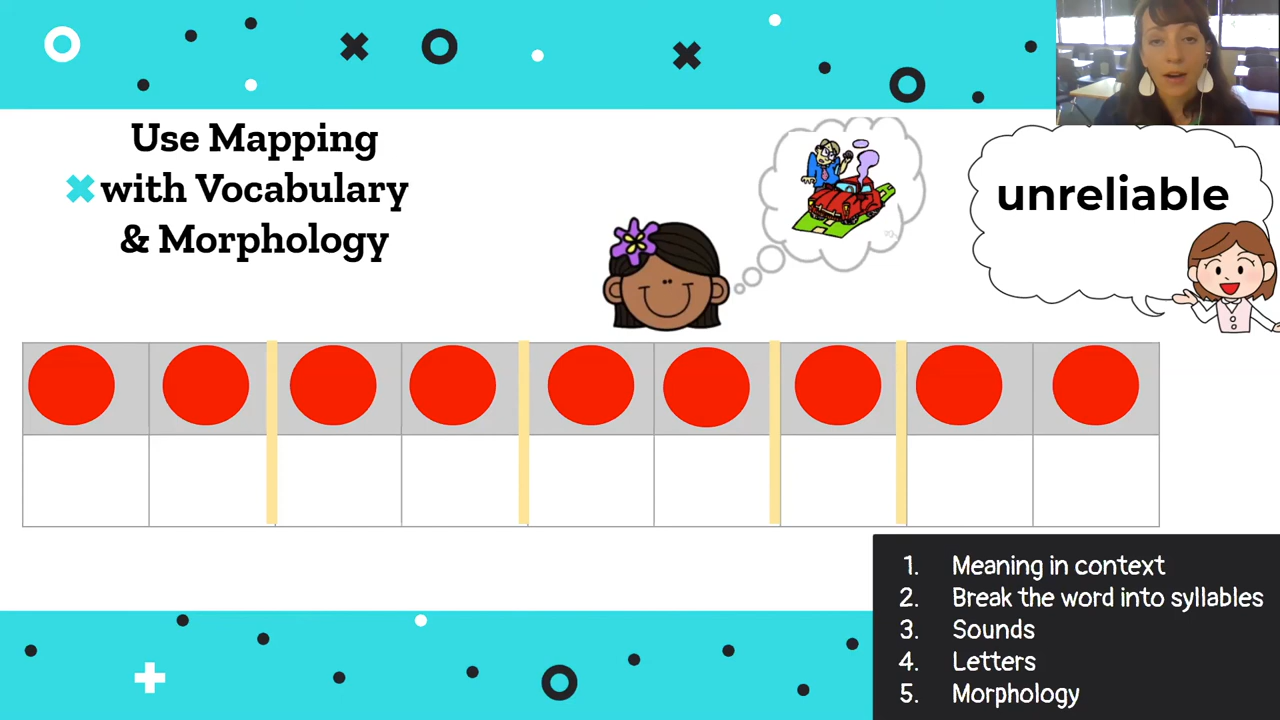 Use Mapping
with Vocabulary
& Morphology
unreliable
1. Meaning in context
2. Break the word into syllables
3. Sounds
4. Letters
5. Morphology